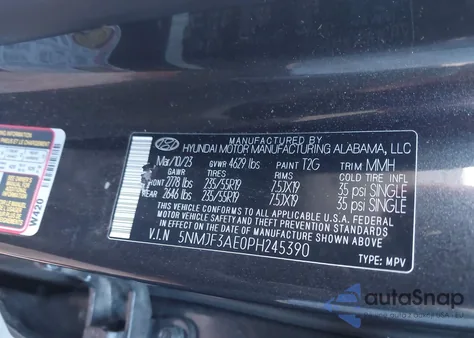 MANUFACTURED BY
HYUNDAI MOTOR MANUFACTURING ALABAMA, LLC
Mar/10/23 GVWR 4629 lbs PAINT T2G TRIM MMH
GAWR TIRES RIMS COLD TIRE INFL
FRONT 2778 lbs 235/55R19 7.5JX19 35 psi SINGLE
REAR 2646 lbs 235/55R19 7.5JX19 35 psi SINGLE
THIS VEHICLE CONFORMS TO ALL APPLICABLE U.S.A. FEDERAL
MOTOR VEHICLE SAFETY AND THEFT PREVENTION STANDARDS
IN EFFECT ON THE DATE OF MANUFACTURE SHOWN ABOVE.
V.I.N 5NMJF3AE0PH245390
TYPE: MPV
W420
autoSnap